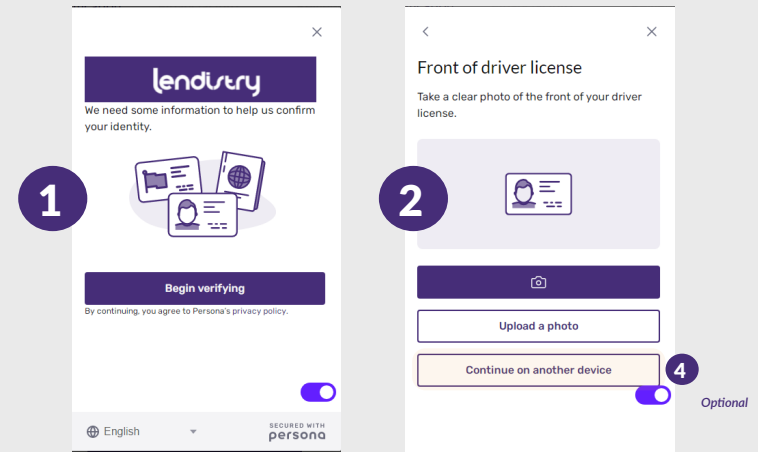 lendistry
We need some information to help us confirm
your identity.
1
Begin verifying
By continuing, you agree to Persona's privacy policy.
English
SECURED WITH
persona
Front of driver license
Take a clear photo of the front of your driver
license.
2
Upload a photo
Continue on another device
4
Optional